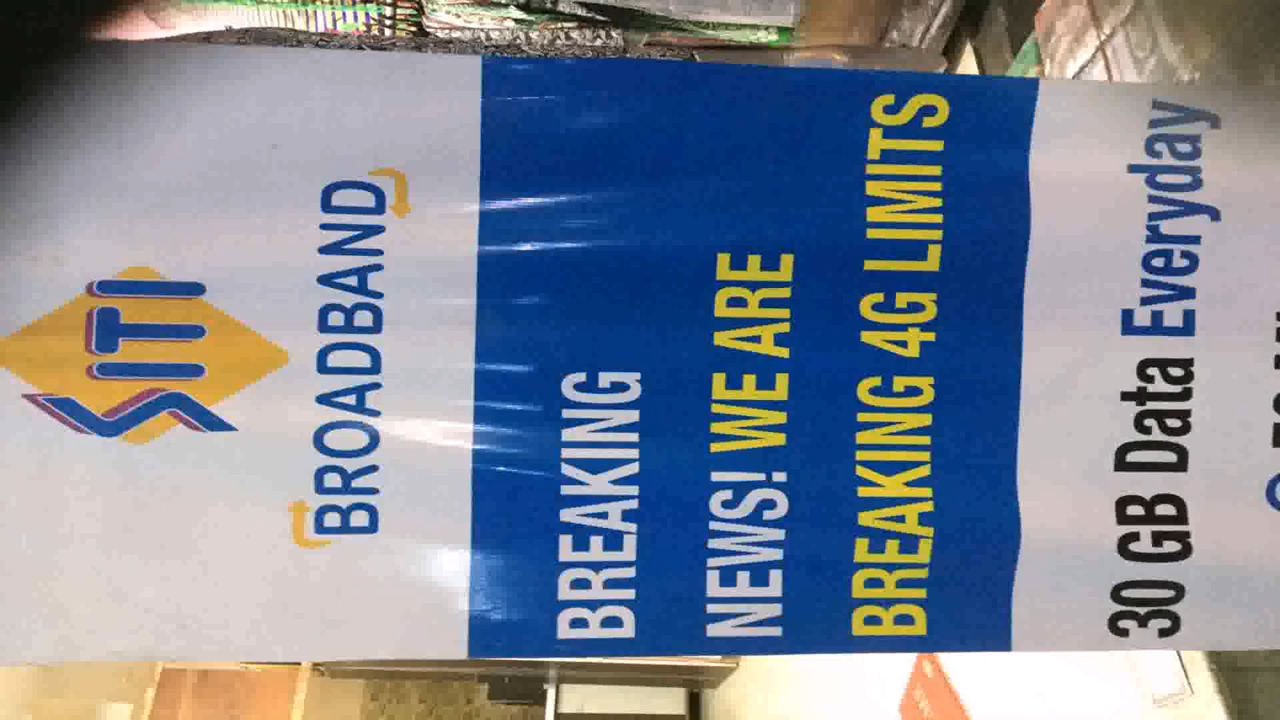 SITI
BROADBAND
BREAKING
NEWS! WE ARE
BREAKING 4G LIMITS
30 GB Data Everyday